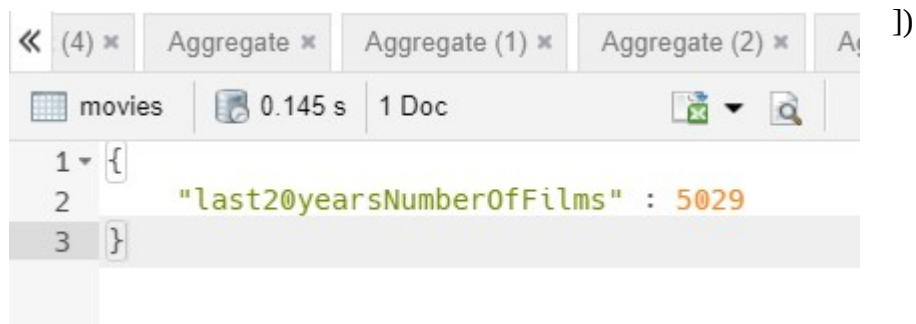 ])
« (4) × Aggregate × Aggregate (1) × Aggregate (2) ×
movies 0.145 s 1 Doc
1 {
2 "last20yearsNumberOfFilms" : 5029
3 }